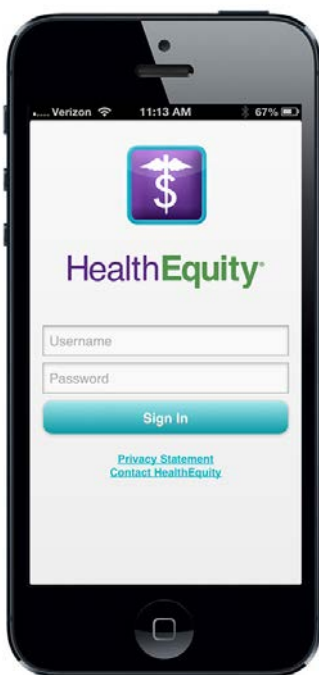 Verizon 11:13 AM 67%
$
HealthEquity®
Username
Password
Sign In
Privacy Statement
Contact HealthEquity